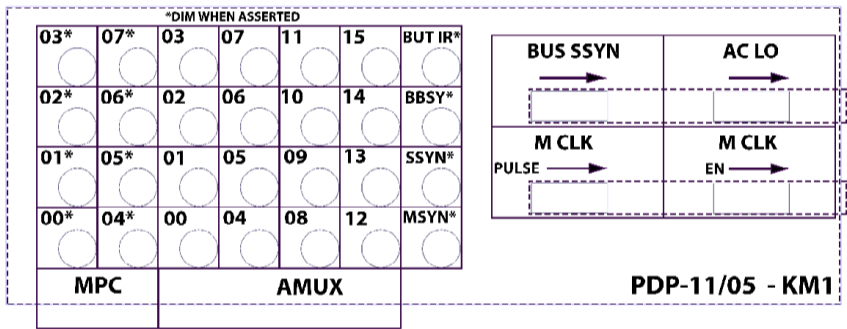 *DIM WHEN ASSERTED
03* 07* 03 07 11 15 BUT IR*
02* 06* 02 06 10 14 BBSY*
01* 05* 01 05 09 13 SSYN*
00* 04* 00 04 08 12 MSYN*
MPC AMUX
BUS SSYN AC LO
M CLK M CLK
PULSE EN
PDP-11/05 - KM1